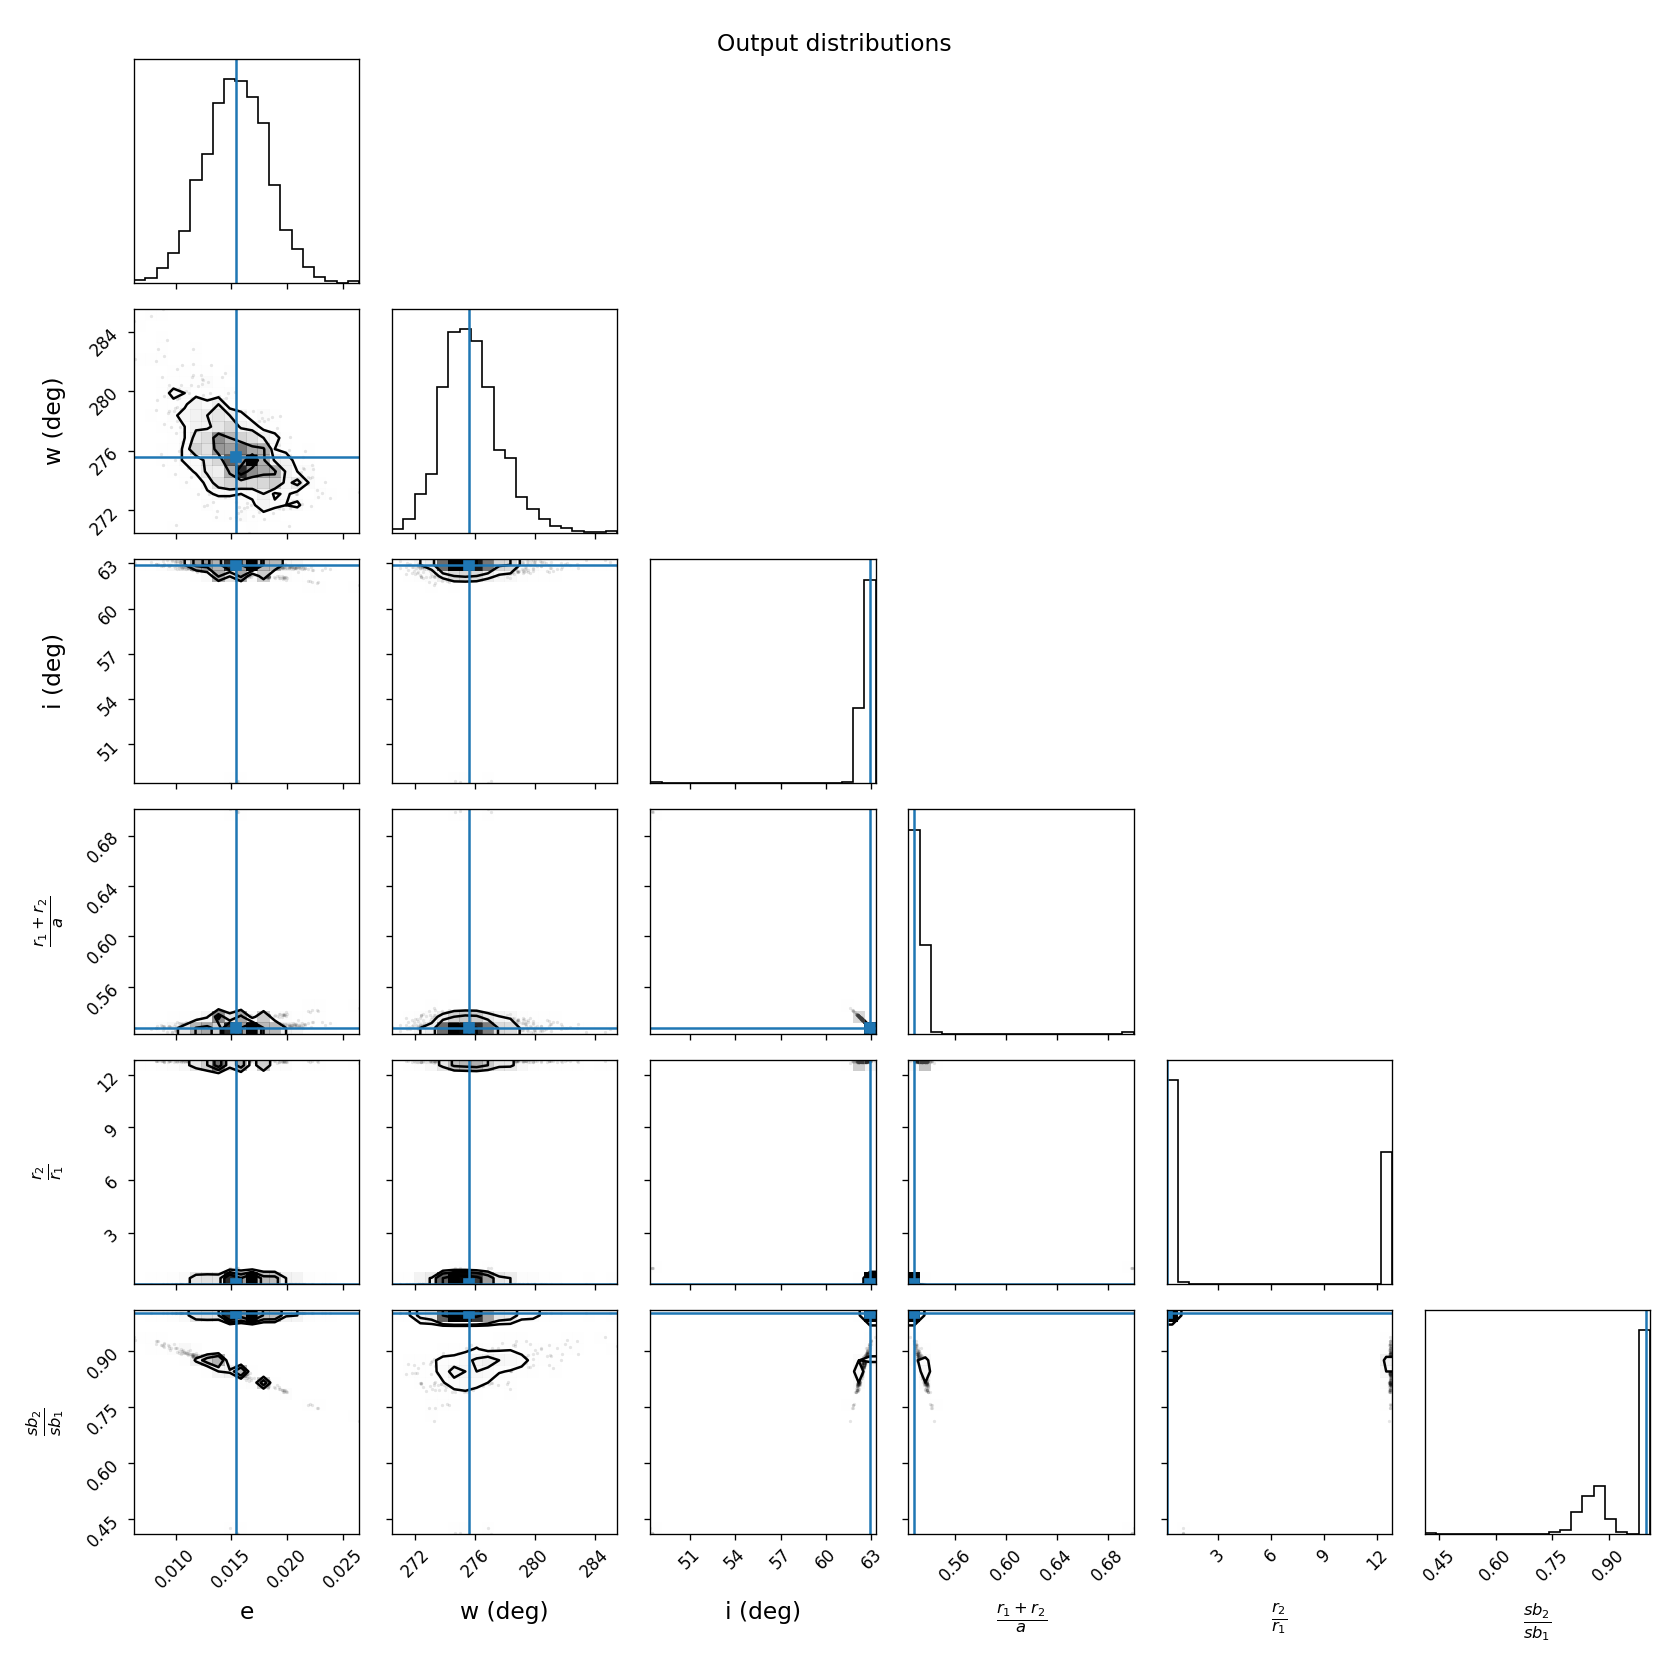 Output distributions
w (deg)
284
280
276
272
i (deg)
63
60
57
54
51
r₁ + r₂
a
0.68
0.64
0.60
0.56
r₂
r₁
12
9
6
3
sb₂
sb₁
0.90
0.75
0.60
0.45
0.010 0.015 0.020 0.025 272 276 280 284 51 54 57 60 63 0.56 0.60 0.64 0.68 3 6 9 12 0.45 0.60 0.75 0.90
e w (deg) i (deg) r₁ + r₂ r₂ sb₂
a r₁ sb₁